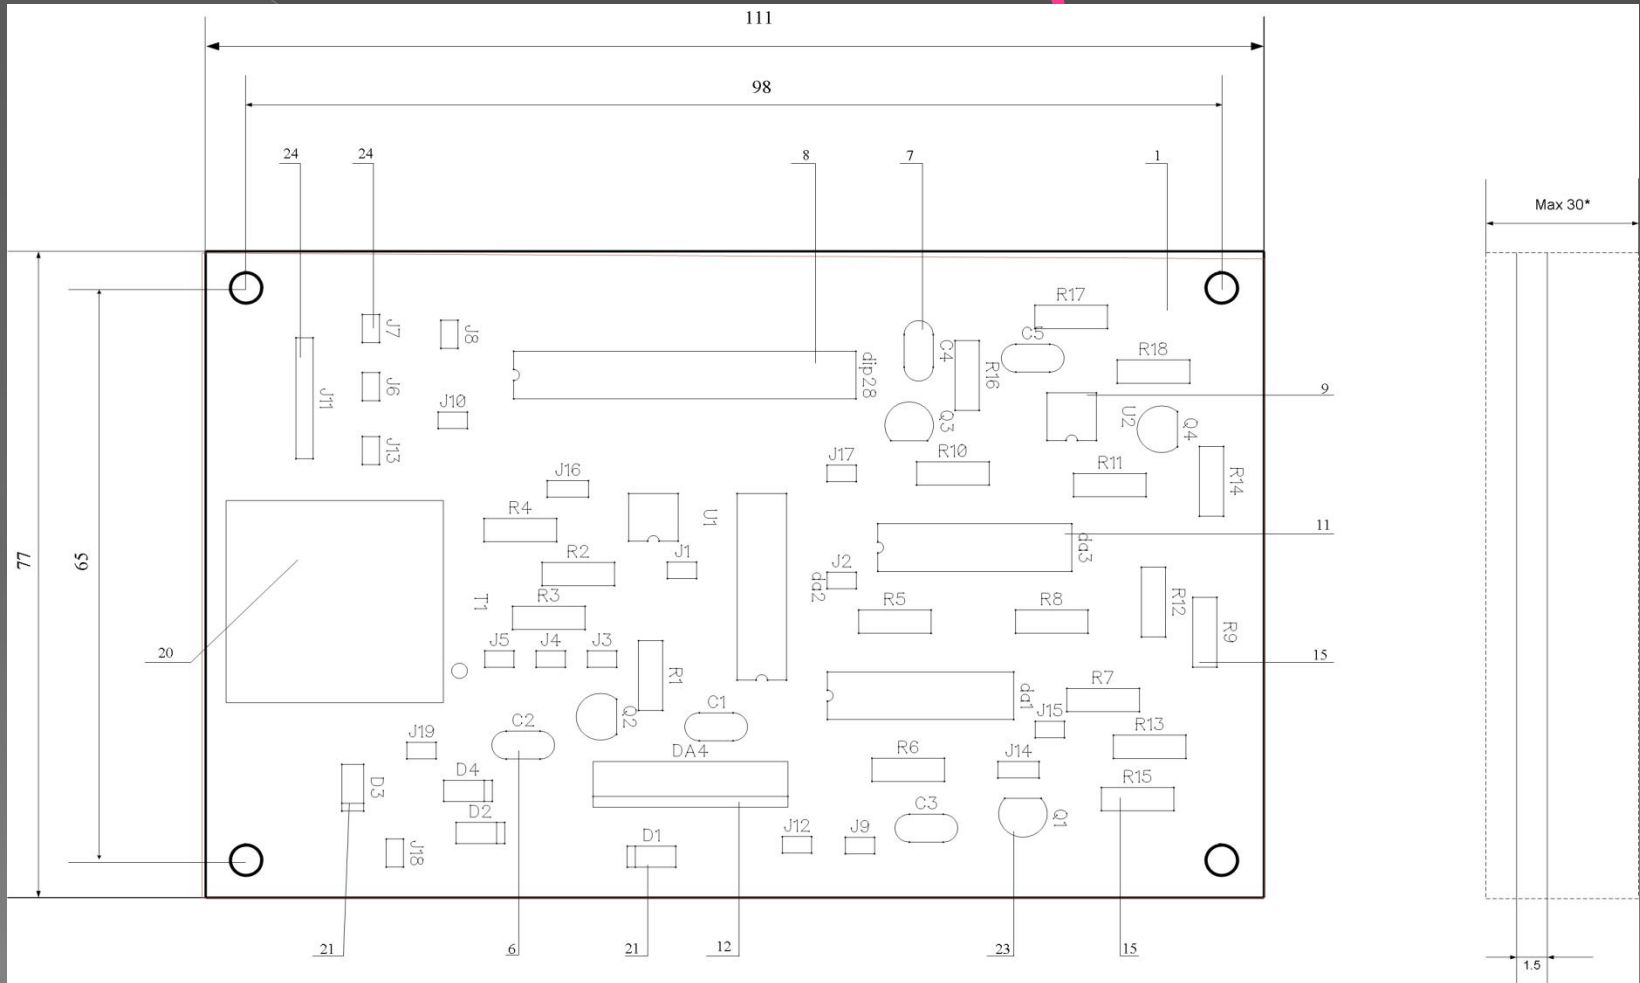 111
98
24
24
8
7
1
Max 30*
R17
J7
J8
C5
C4
R18
dip28
R16
J6
J11
J10
9
U2
Q3
Q4
J13
J17
R10
R11
J16
R14
R4
U1
11
da3
77
65
R2
J1
J2
da2
T1
R3
R5
R8
R12
R9
J5
J4
J3
20
15
R1
R7
da1
C2
Q2
C1
J15
J19
DA4
R6
J14
R13
D4
D3
R15
D2
C3
Q1
J12
J9
D1
J18
21
6
21
12
23
15
1.5